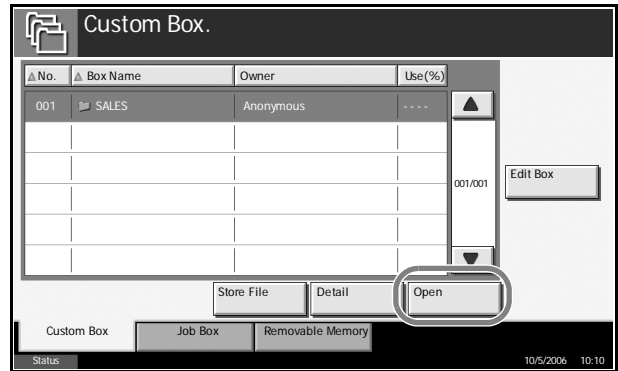 Custom Box.
No. Box Name Owner Use(%)
001 SALES Anonymous ----
001/001
Edit Box
Store File Detail Open
Custom Box Job Box Removable Memory
Status 10/5/2006 10:10